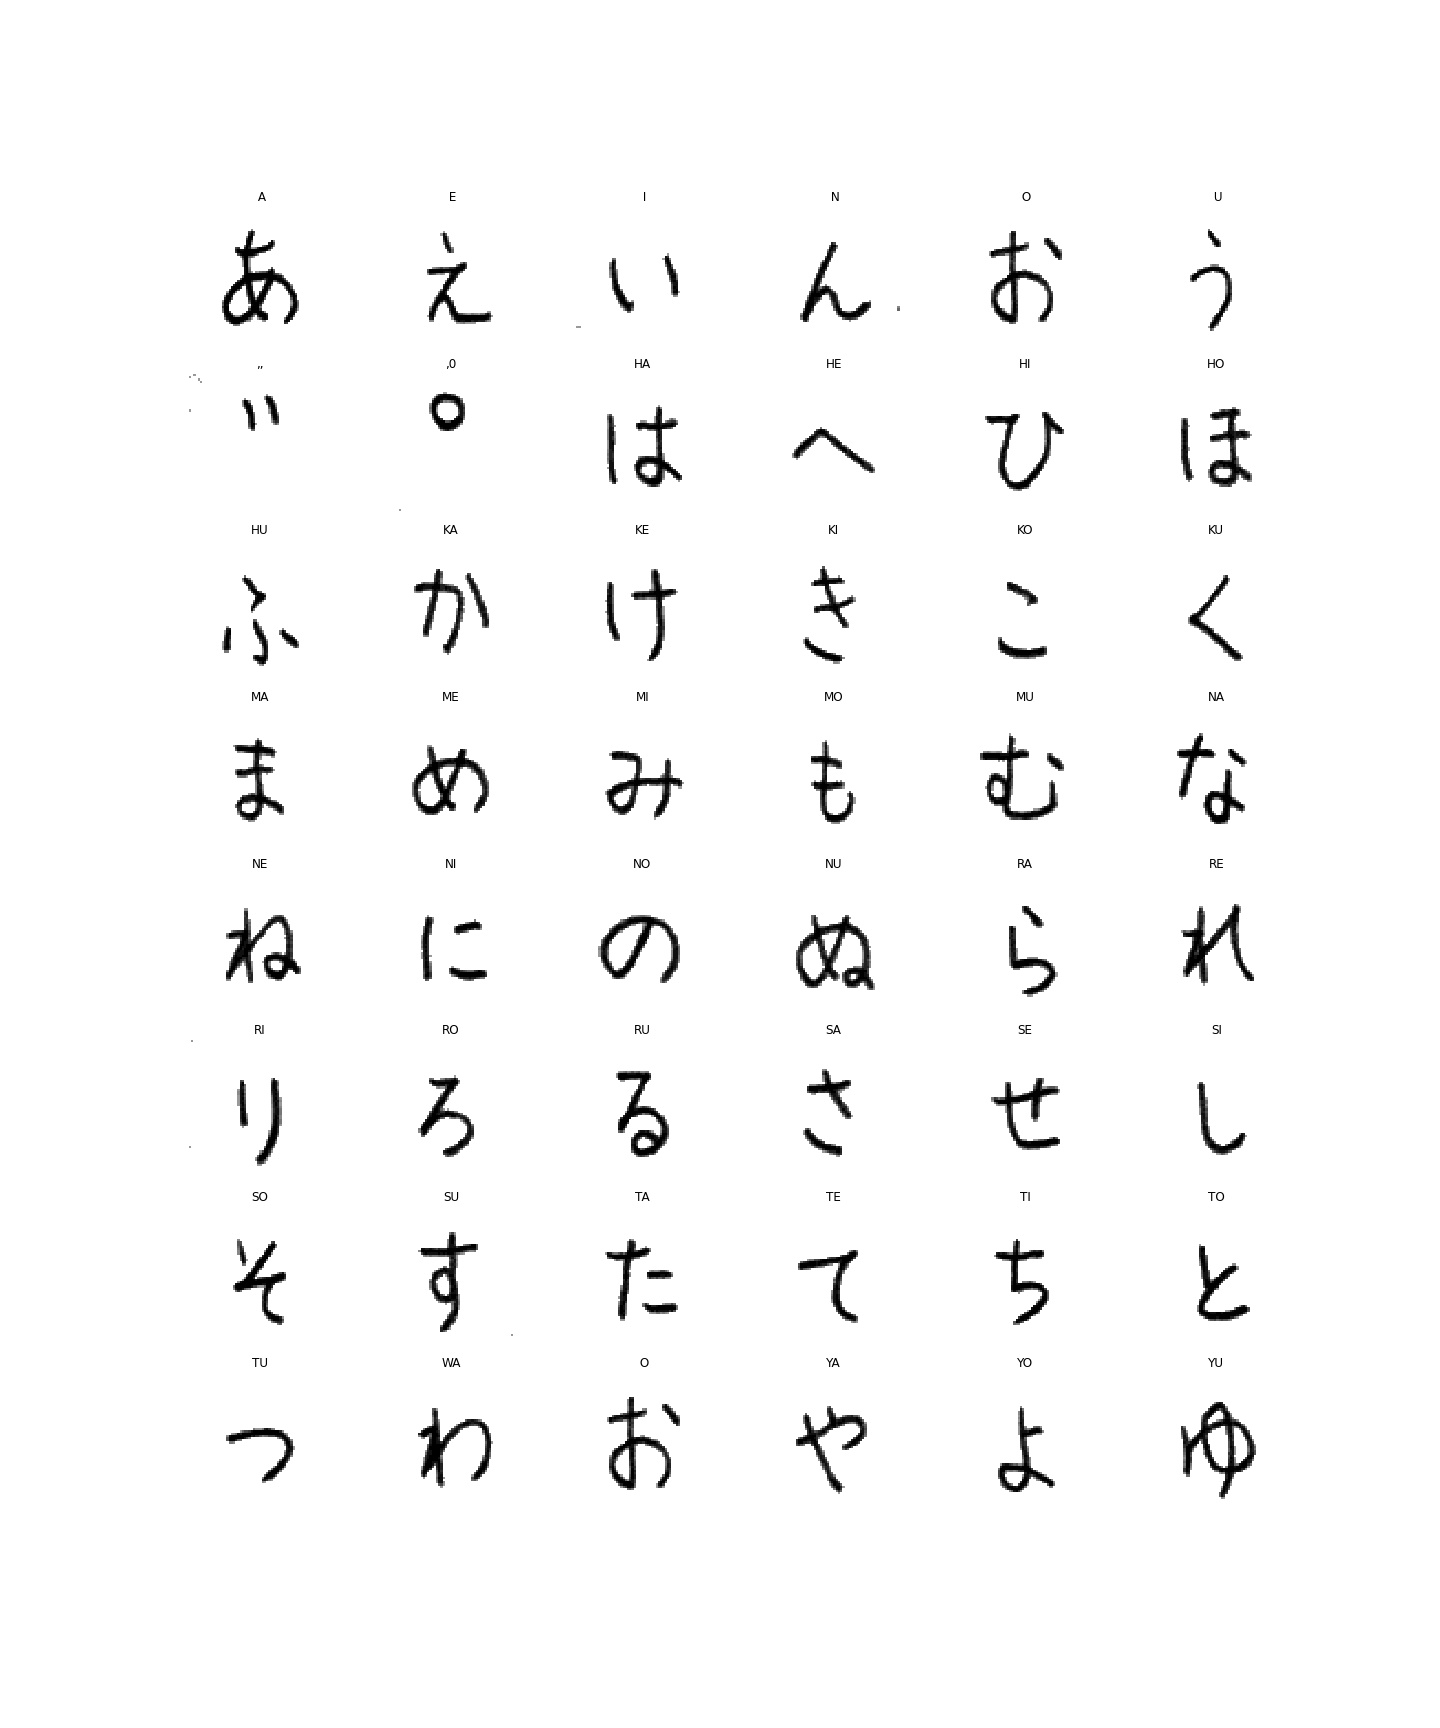 A E I N O U
あ え い ん お う
,, ,0 HA HE HI HO
゛ ゜ は へ ひ ほ
HU KA KE KI KO KU
ふ か け き こ く
MA ME MI MO MU NA
ま め み も む な
NE NI NO NU RA RE
ね に の ぬ ら れ
RI RO RU SA SE SI
り ろ る さ せ し
SO SU TA TE TI TO
そ す た て ち と
TU WA O YA YO YU
つ わ お や よ ゆ